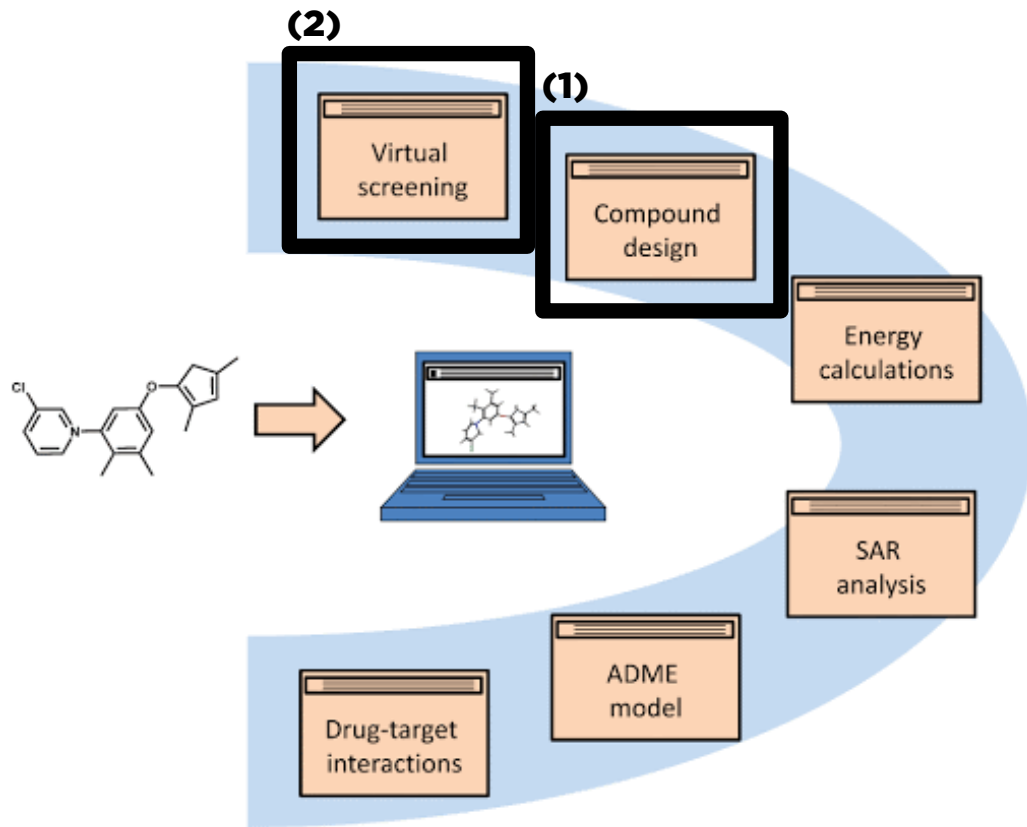 (2)
(1)
Virtual
screening
Compound
design
Energy
calculations
Cl
O
N
SAR
analysis
ADME
model
Drug-target
interactions